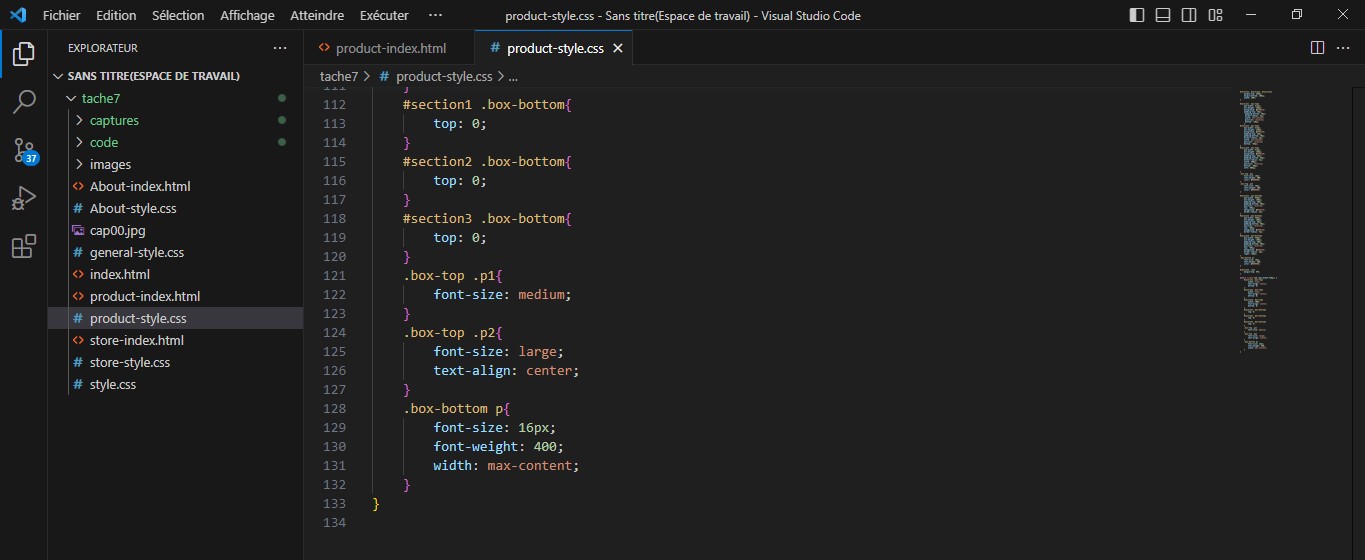 Fichier Edition Sélection Affichage Atteindre Exécuter ··· product-style.css - Sans titre(Espace de travail) - Visual Studio Code
EXPLORATEUR ···
SANS TITRE(ESPACE DE TRAVAIL)
tache7
captures
code
images
About-index.html
About-style.css
cap00.jpg
general-style.css
index.html
product-index.html
product-style.css
store-index.html
store-style.css
style.css
37
product-index.html
product-style.css
tache7 > # product-style.css > ...
111 }
112 #section1 .box-bottom{
113 top: 0;
114 }
115 #section2 .box-bottom{
116 top: 0;
117 }
118 #section3 .box-bottom{
119 top: 0;
120 }
121 .box-top .p1{
122 font-size: medium;
123 }
124 .box-top .p2{
125 font-size: large;
126 text-align: center;
127 }
128 .box-bottom p{
129 font-size: 16px;
130 font-weight: 400;
131 width: max-content;
132 }
133 }
134